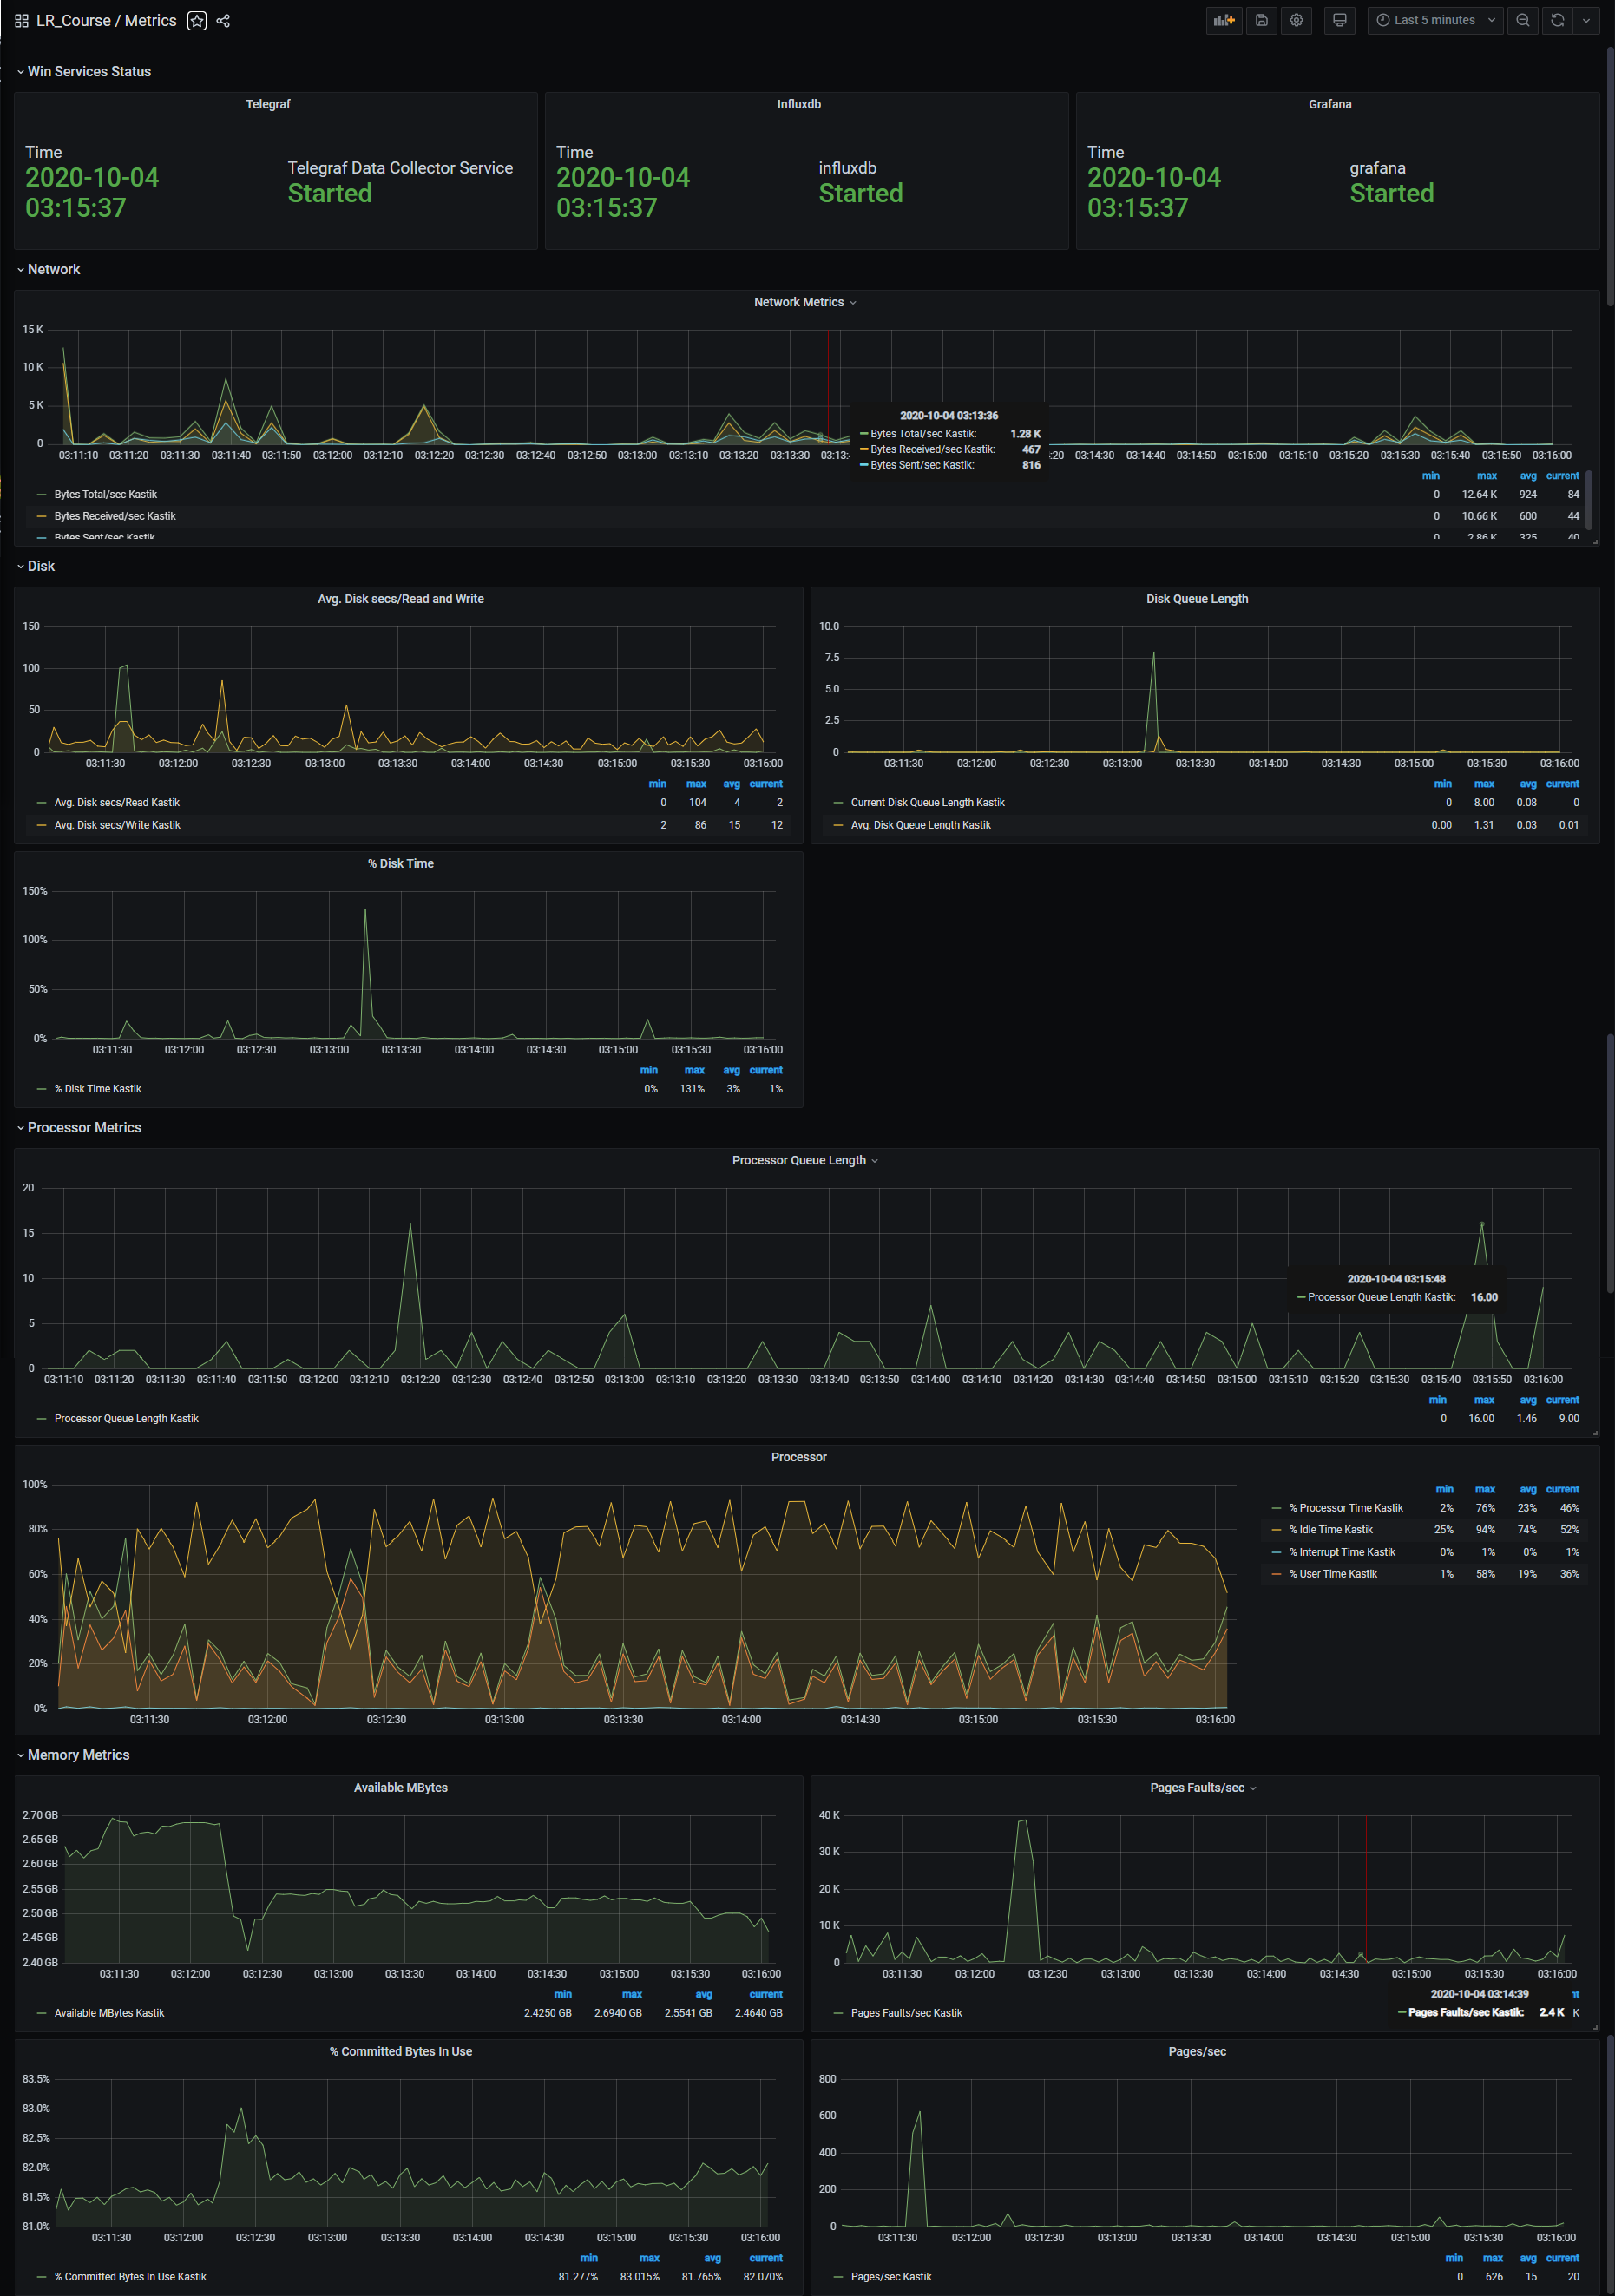 LR_Course / Metrics
Last 5 minutes
Win Services Status
Telegraf
Time
2020-10-04
03:15:37
Telegraf Data Collector Service
Started
Influxdb
Time
2020-10-04
03:15:37
influxdb
Started
Grafana
Time
2020-10-04
03:15:37
grafana
Started
Network
Network Metrics
15 K
10 K
5 K
0
03:11:10 03:11:20 03:11:30 03:11:40 03:11:50 03:12:00 03:12:10 03:12:20 03:12:30 03:12:40 03:12:50 03:13:00 03:13:10 03:13:20 03:13:30 03:13:4 :20 03:14:30 03:14:40 03:14:50 03:15:00 03:15:10 03:15:20 03:15:30 03:15:40 03:15:50 03:16:00
2020-10-04 03:13:36
Bytes Total/sec Kastik: 1.28 K
Bytes Received/sec Kastik: 467
Bytes Sent/sec Kastik: 816
min max avg current
Bytes Total/sec Kastik 0 12.64 K 924 84
Bytes Received/sec Kastik 0 10.66 K 600 44
Bytes Sent/sec Kastik 0 2.86 K 325 40
Disk
Avg. Disk secs/Read and Write
150
100
50
0
03:11:30 03:12:00 03:12:30 03:13:00 03:13:30 03:14:00 03:14:30 03:15:00 03:15:30 03:16:00
min max avg current
Avg. Disk secs/Read Kastik 0 104 4 2
Avg. Disk secs/Write Kastik 2 86 15 12
Disk Queue Length
10.0
7.5
5.0
2.5
0
03:11:30 03:12:00 03:12:30 03:13:00 03:13:30 03:14:00 03:14:30 03:15:00 03:15:30 03:16:00
min max avg current
Current Disk Queue Length Kastik 0 8.00 0.08 0
Avg. Disk Queue Length Kastik 0.00 1.31 0.03 0.01
% Disk Time
150%
100%
50%
0%
03:11:30 03:12:00 03:12:30 03:13:00 03:13:30 03:14:00 03:14:30 03:15:00 03:15:30 03:16:00
min max avg current
% Disk Time Kastik 0% 131% 3% 1%
Processor Metrics
Processor Queue Length
20
15
10
5
0
03:11:10 03:11:20 03:11:30 03:11:40 03:11:50 03:12:00 03:12:10 03:12:20 03:12:30 03:12:40 03:12:50 03:13:00 03:13:10 03:13:20 03:13:30 03:13:40 03:13:50 03:14:00 03:14:10 03:14:20 03:14:30 03:14:40 03:14:50 03:15:00 03:15:10 03:15:20 03:15:30 03:15:40 03:15:50 03:16:00
2020-10-04 03:15:48
Processor Queue Length Kastik: 16.00
min max avg current
Processor Queue Length Kastik 0 16.00 1.46 9.00
Processor
100%
80%
60%
40%
20%
0%
03:11:30 03:12:00 03:12:30 03:13:00 03:13:30 03:14:00 03:14:30 03:15:00 03:15:30 03:16:00
min max avg current
% Processor Time Kastik 2% 76% 23% 46%
% Idle Time Kastik 25% 94% 74% 52%
% Interrupt Time Kastik 0% 1% 0% 1%
% User Time Kastik 1% 58% 19% 36%
Memory Metrics
Available MBytes
2.70 GB
2.65 GB
2.60 GB
2.55 GB
2.50 GB
2.45 GB
2.40 GB
03:11:30 03:12:00 03:12:30 03:13:00 03:13:30 03:14:00 03:14:30 03:15:00 03:15:30 03:16:00
min max avg current
Available MBytes Kastik 2.4250 GB 2.6940 GB 2.5541 GB 2.4640 GB
Pages Faults/sec
40 K
30 K
20 K
10 K
0
03:11:30 03:12:00 03:12:30 03:13:00 03:13:30 03:14:00 03:14:30 03:15:00 03:15:30 03:16:00
2020-10-04 03:14:39
Pages Faults/sec Kastik: 2.4 K
nt
Pages Faults/sec Kastik K
% Committed Bytes In Use
83.5%
83.0%
82.5%
82.0%
81.5%
81.0%
03:11:30 03:12:00 03:12:30 03:13:00 03:13:30 03:14:00 03:14:30 03:15:00 03:15:30 03:16:00
min max avg current
% Committed Bytes In Use Kastik 81.277% 83.015% 81.765% 82.070%
Pages/sec
800
600
400
200
0
03:11:30 03:12:00 03:12:30 03:13:00 03:13:30 03:14:00 03:14:30 03:15:00 03:15:30 03:16:00
min max avg current
Pages/sec Kastik 0 626 15 20